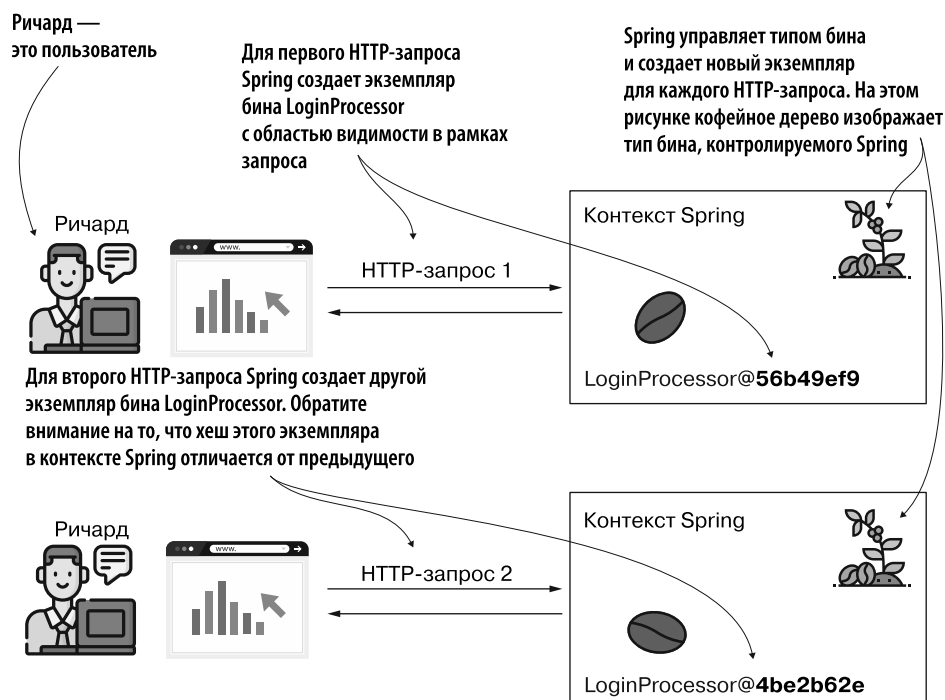 Ричард —
это пользователь
Для первого HTTP-запроса
Spring создает экземпляр
бина LoginProcessor
с областью видимости в рамках
запроса
Spring управляет типом бина
и создает новый экземпляр
для каждого HTTP-запроса. На этом
рисунке кофейное дерево изображает
тип бина, контролируемого Spring
Ричард
www.
HTTP-запрос 1
Контекст Spring
LoginProcessor@56b49ef9
Для второго HTTP-запроса Spring создает другой
экземпляр бина LoginProcessor. Обратите
внимание на то, что хеш этого экземпляра
в контексте Spring отличается от предыдущего
Ричард
www.
HTTP-запрос 2
Контекст Spring
LoginProcessor@4be2b62e